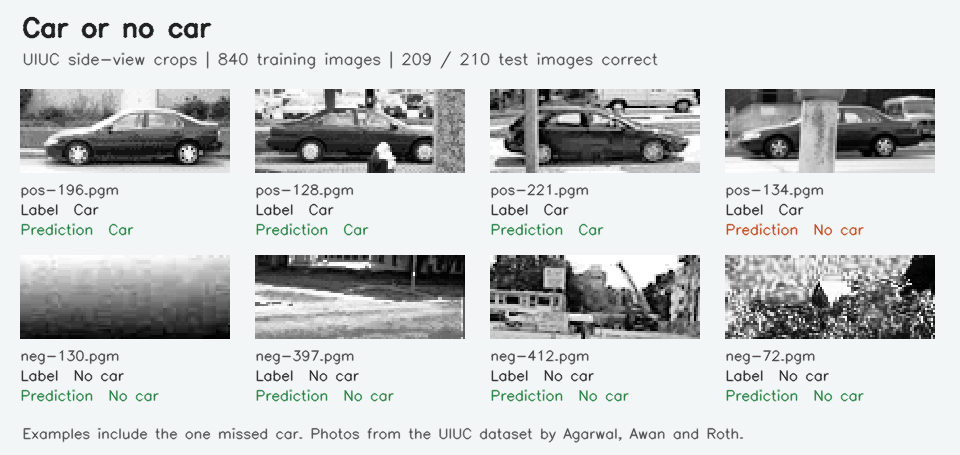 Car or no car
UIUC side-view crops | 840 training images | 209 / 210 test images correct
pos-196.pgm
Label Car
Prediction Car
pos-128.pgm
Label Car
Prediction Car
pos-221.pgm
Label Car
Prediction Car
pos-134.pgm
Label Car
Prediction No car
neg-130.pgm
Label No car
Prediction No car
neg-397.pgm
Label No car
Prediction No car
neg-412.pgm
Label No car
Prediction No car
neg-72.pgm
Label No car
Prediction No car
Examples include the one missed car. Photos from the UIUC dataset by Agarwal, Awan and Roth.